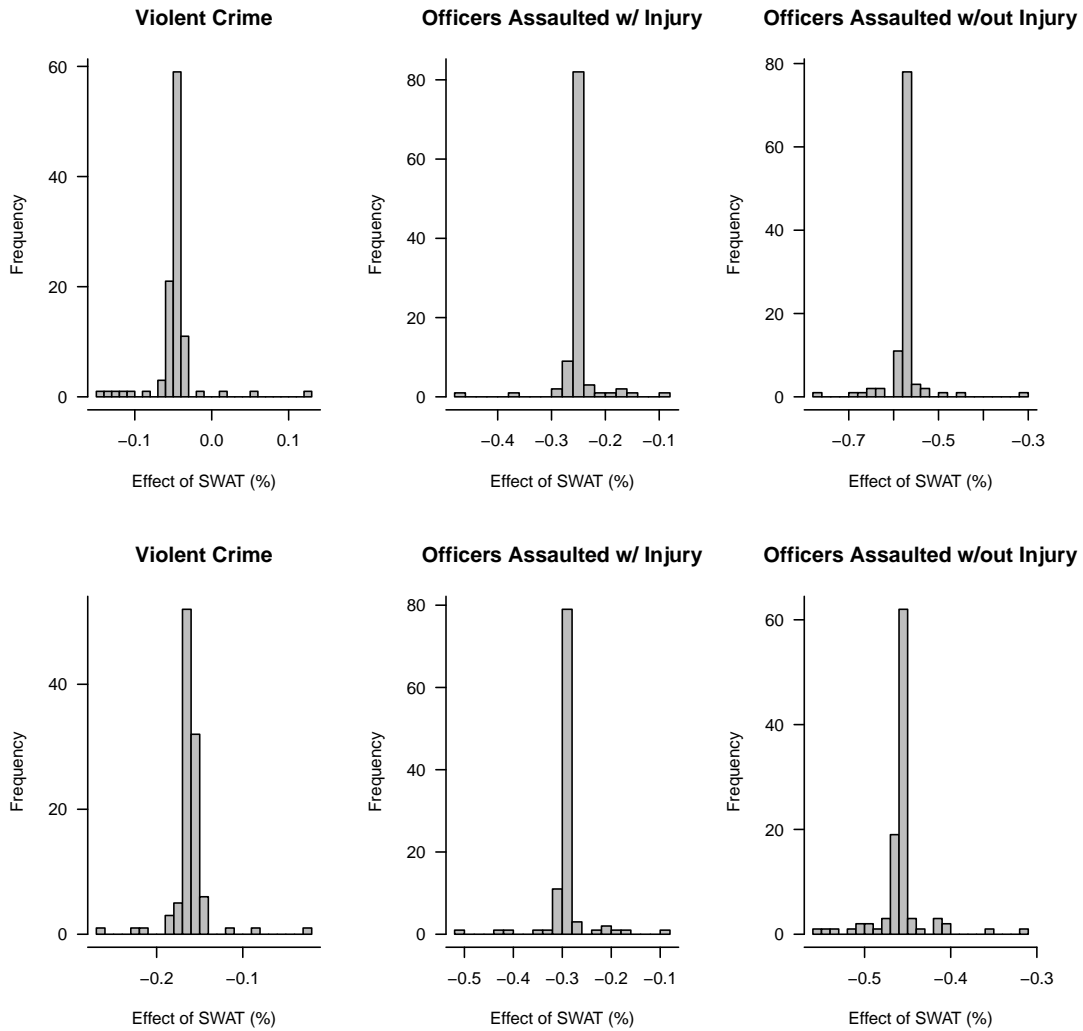 Violent Crime
Officers Assaulted w/ Injury
Officers Assaulted w/out Injury
Frequency
60
40
20
0
−0.1 0.0 0.1
Effect of SWAT (%)
Frequency
80
60
40
20
0
−0.4 −0.2 −0.1
Effect of SWAT (%)
Frequency
80
60
40
20
0
−0.7 −0.5 −0.3
Effect of SWAT (%)
Violent Crime
Officers Assaulted w/ Injury
Officers Assaulted w/out Injury
Frequency
40
20
0
−0.2 −0.1
Effect of SWAT (%)
Frequency
80
60
40
20
0
−0.5 −0.4 −0.3 −0.2 −0.1
Effect of SWAT (%)
Frequency
60
40
20
0
−0.5 −0.4 −0.3
Effect of SWAT (%)